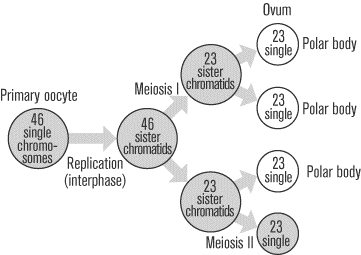 Ovum
23
single
Polar body
23
sister
chromatids
Meiosis I
23
single
Polar body
Primary oocyte
46
single
chromo-
somes
Replication
(interphase)
46
sister
chromatids
23
single
Polar body
23
sister
chromatids
Meiosis II
23
single